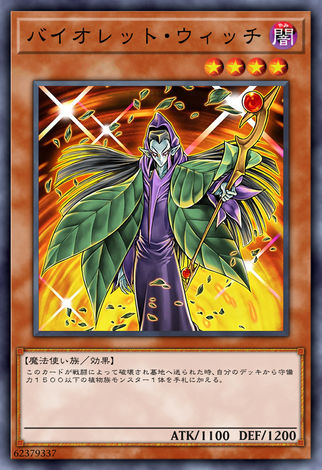 バイオレット・ウィッチ
やみ
闇
【魔法使い族／効果】
このカードが戦闘によって破壊され墓地へ送られた時、自分のデッキから守備
力１５００以下の植物族モンスター１体を手札に加える。
ATK/1100 DEF/1200
62379337